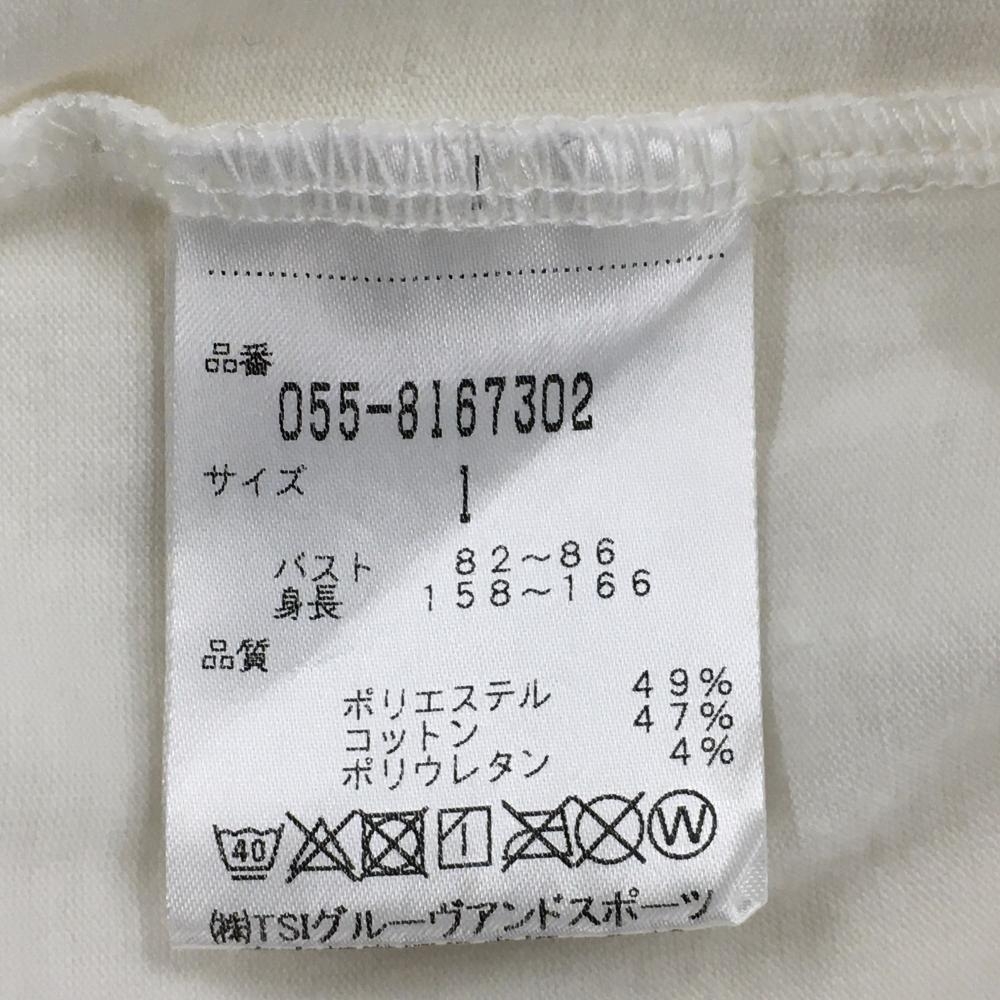 品番
055-8167302
サイズ 1
バスト 82～86
身長 158～166
品質
ポリエステル 49%
コットン 47%
ポリウレタン 4%
40 W
(株)TSIグルーヴアンドスポーツ